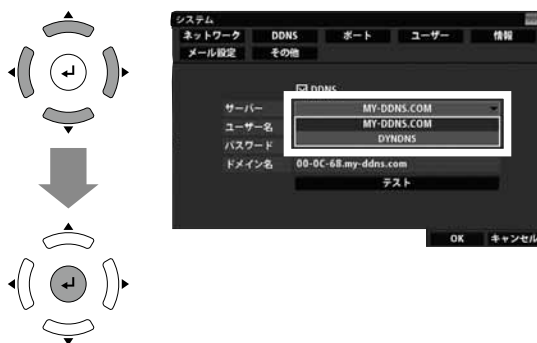 システム
ネットワーク DDNS ポート ユーザー 情報
メール設定 その他
DDNS
サーバー MY-DDNS.COM
MY-DDNS.COM
ユーザー名
DYNDNS
パスワード
ドメイン名 00-0C-68.my-ddns.com
テスト
OK キャンセル